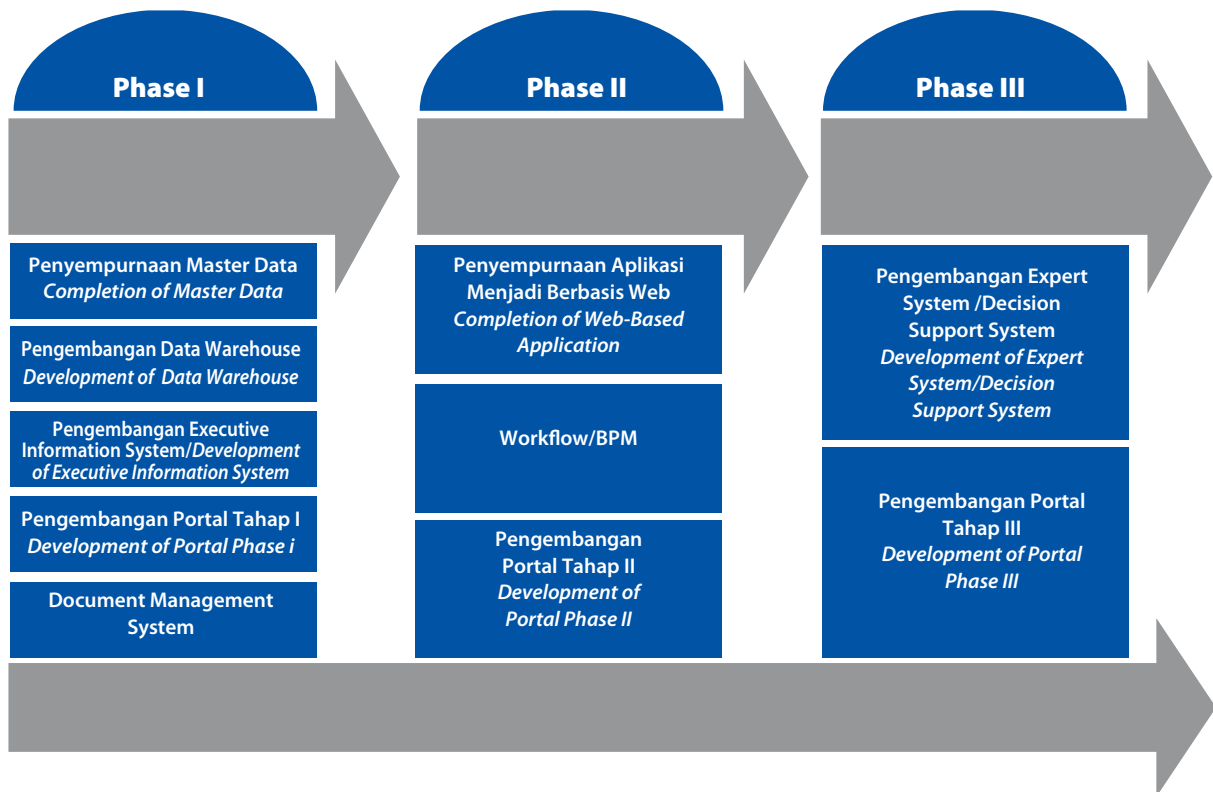 Phase I
Penyempurnaan Master Data
Completion of Master Data
Pengembangan Data Warehouse
Development of Data Warehouse
Pengembangan Executive
Information System/Development
of Executive Information System
Pengembangan Portal Tahap I
Development of Portal Phase i
Document Management
System
Phase II
Penyempurnaan Aplikasi
Menjadi Berbasis Web
Completion of Web-Based
Application
Workflow/BPM
Pengembangan
Portal Tahap II
Development of
Portal Phase II
Phase III
Pengembangan Expert
System /Decision
Support System
Development of Expert
System/Decision
Support System
Pengembangan Portal
Tahap III
Development of Portal
Phase III